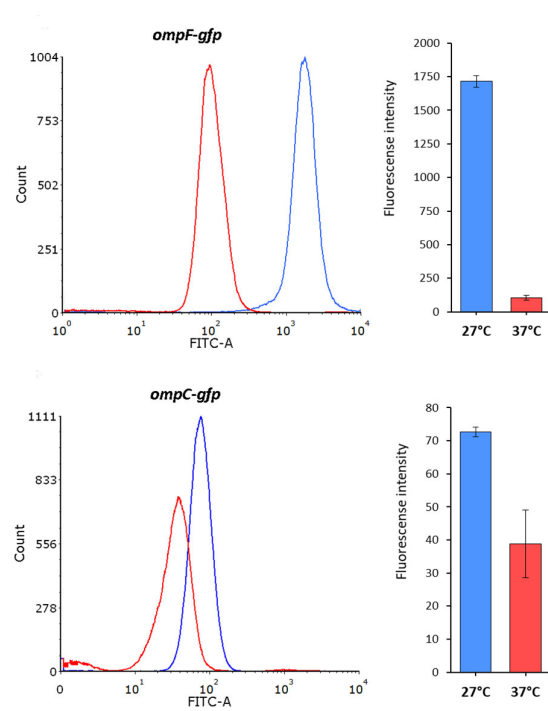 ompF-gfp
1004
753
502
251
0
Count
10^0 10^1 10^2 10^3 10^4
FITC-A
2000
1750
1500
1250
1000
750
500
250
0
Fluorescense intensity
27°C 37°C
ompC-gfp
1111
833
556
278
0
Count
0 10^1 10^2 10^3 10^4
FITC-A
80
70
60
50
40
30
20
10
0
Fluorescense intensity
27°C 37°C